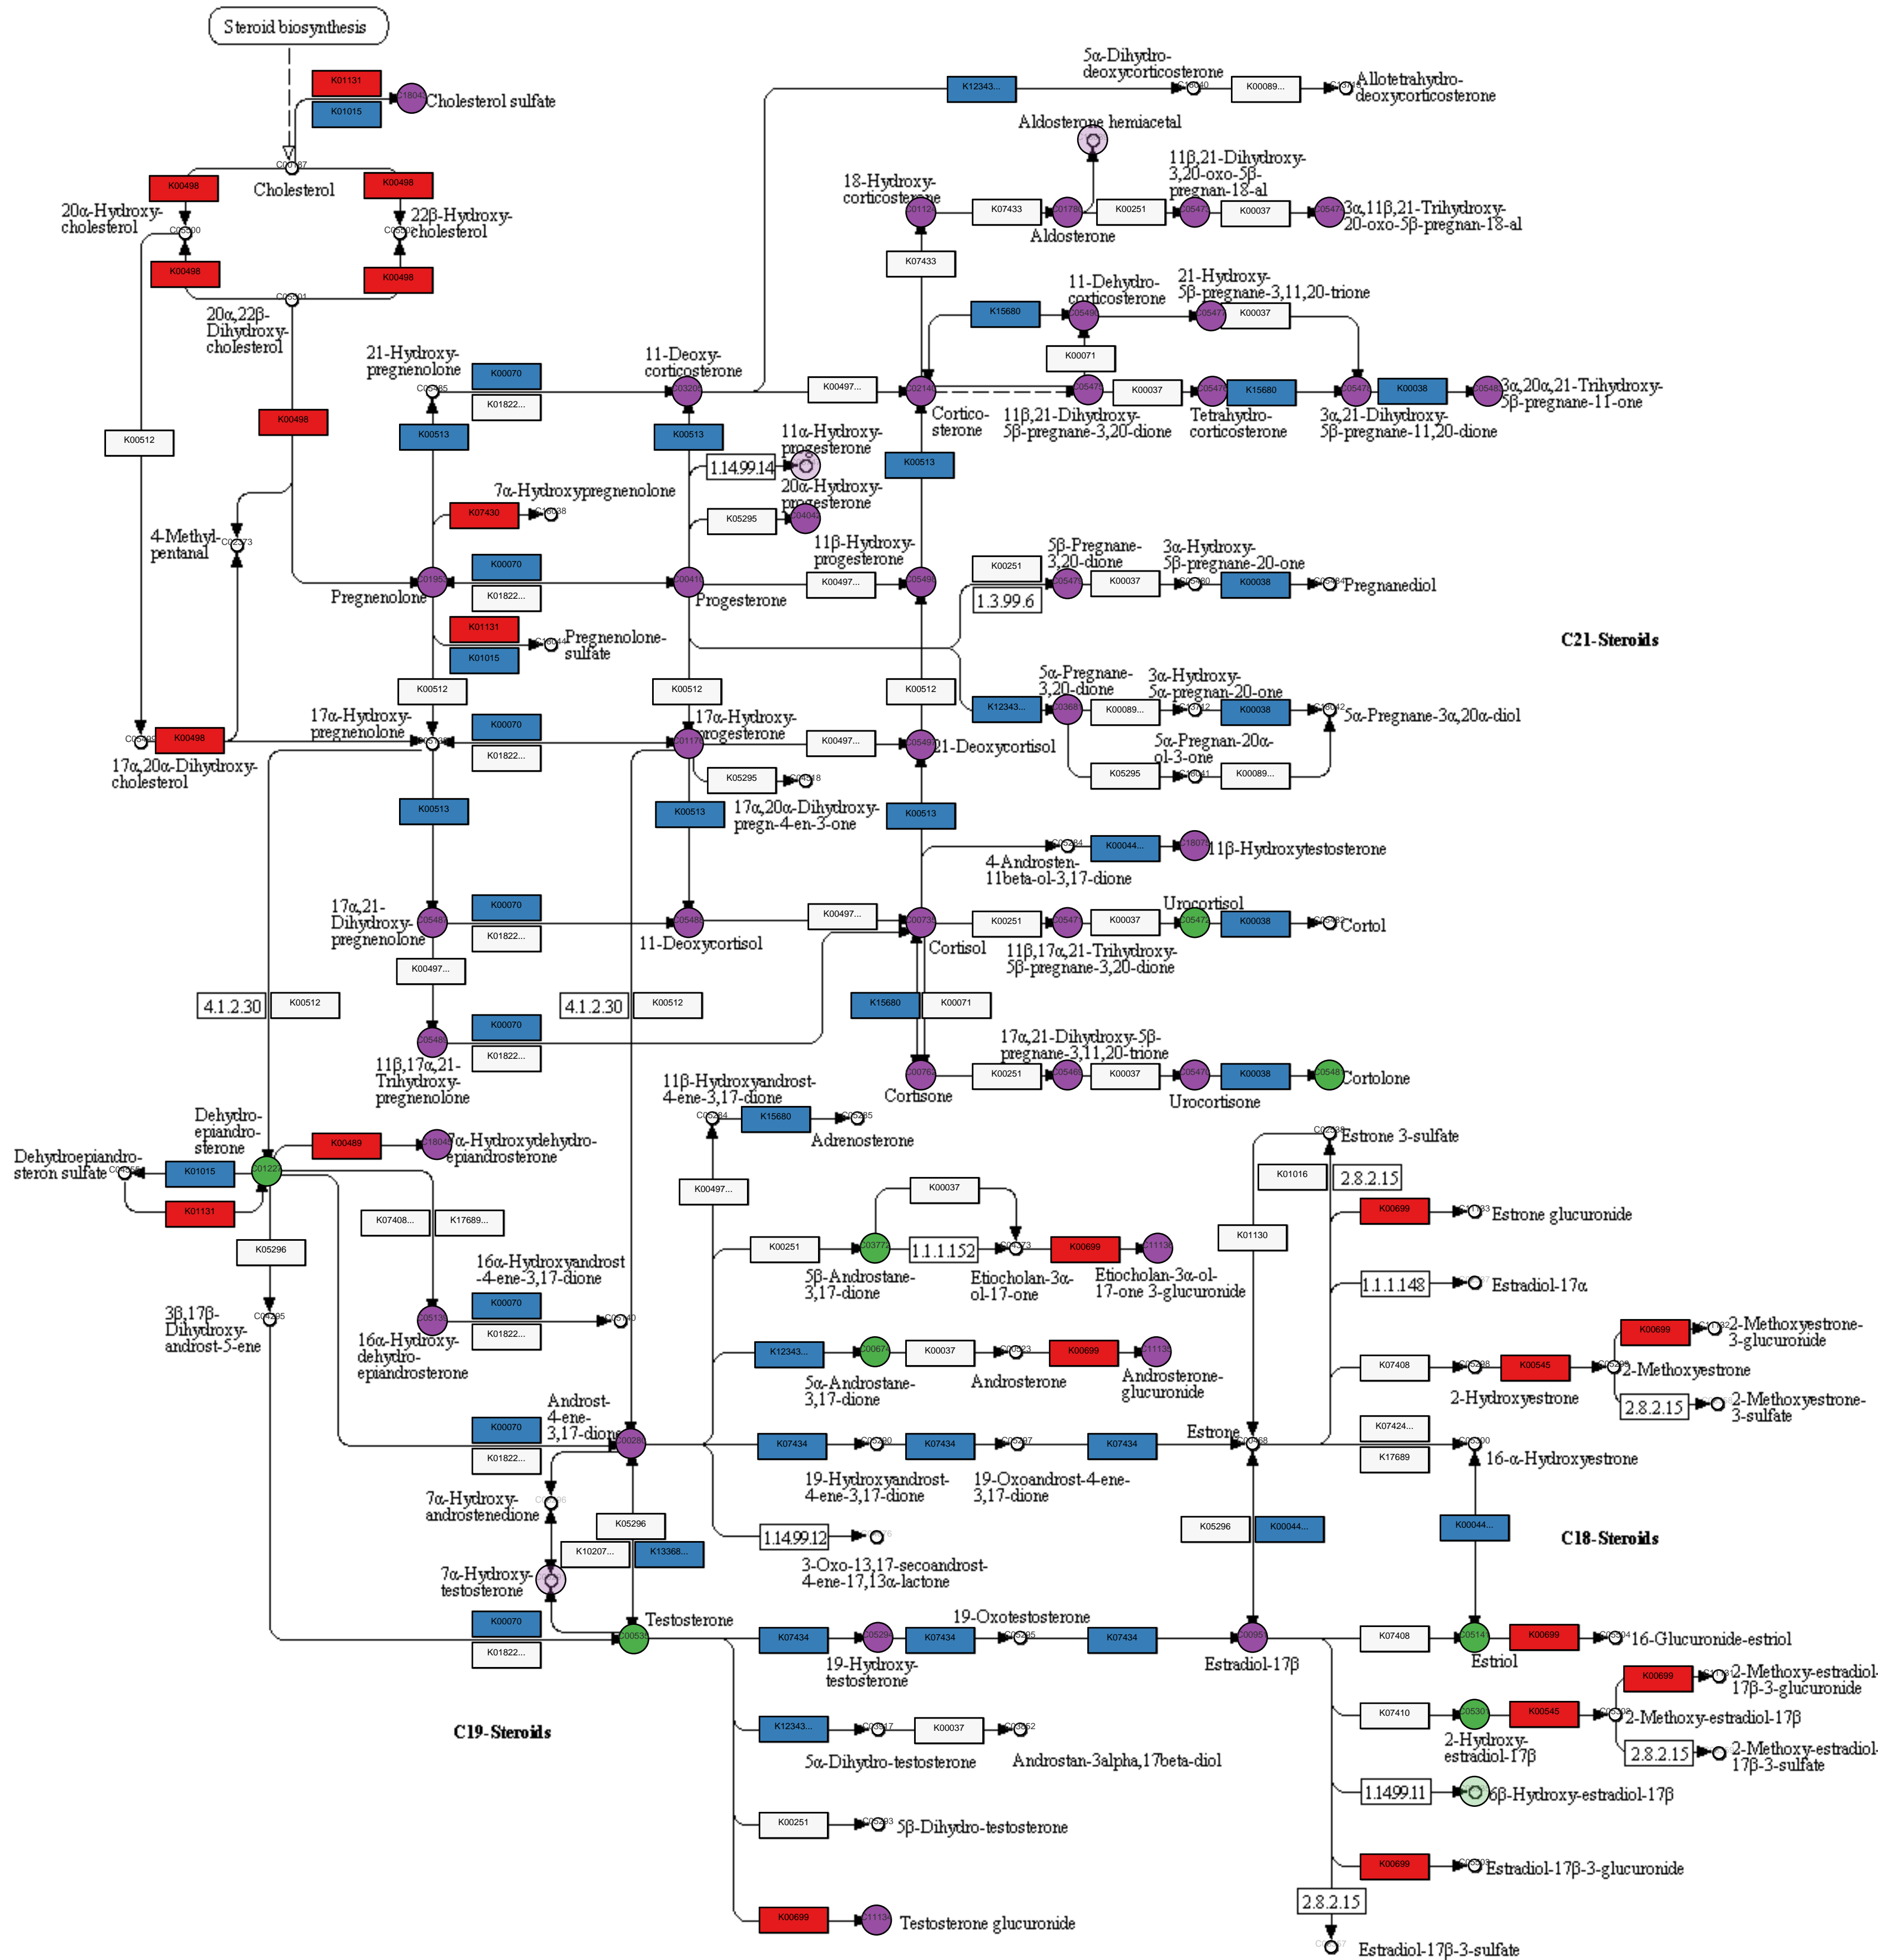 Steroid biosynthesis
K01131
K01015
Cholesterol sulfate
Cholesterol
K00498
K00498
20α-Hydroxy-
cholesterol
22β-Hydroxy-
cholesterol
K00498
K00498
20α,22β-
Dihydroxy-
cholesterol
K00512
K00498
4-Methyl-
pentanal
K00498
17α,20α-Dihydroxy-
cholesterol
K12343...
5α-Dihydro-
deoxycorticosterone
K00089...
Allotetrahydro-
deoxycorticosterone
Aldosterone hemiacetal
18-Hydroxy-
corticosterone
K07433
Aldosterone
K00251
11β,21-Dihydroxy-
3,20-oxo-5β-
pregnan-18-al
K00037
3α,11β,21-Trihydroxy-
20-oxo-5β-pregnan-18-al
K07433
K15680
11-Dehydro-
corticosterone
21-Hydroxy-
5β-pregnane-3,11,20-trione
K00037
K00071
21-Hydroxy-
pregnenolone
K00070
K01822...
11-Deoxy-
corticosterone
K00497...
Cortico-
sterone
11β,21-Dihydroxy-
5β-pregnane-3,20-dione
K00037
Tetrahydro-
corticosterone
K15680
3α,21-Dihydroxy-
5β-pregnane-11,20-dione
K00038
3α,20α,21-Trihydroxy-
5β-pregnane-11-one
K00513
K00513
K00513
1.14.99.14
11α-Hydroxy-
progesterone
K07430
7α-Hydroxypregnenolone
K05295
20α-Hydroxy-
progesterone
11β-Hydroxy-
progesterone
Pregnenolone
K00070
K01822...
Progesterone
K00497...
K00251
1.3.99.6
5β-Pregnane-
3,20-dione
K00037
3α-Hydroxy-
5β-pregnane-20-one
K00038
Pregnanediol
K01131
K01015
Pregnenolone-
sulfate
C21-Steroids
K00512
K00512
K00512
K12343...
5α-Pregnane-
3,20-dione
K00089...
3α-Hydroxy-
5α-pregnan-20-one
K00038
5α-Pregnane-3α,20α-diol
K05295
5α-Pregnan-20α-
ol-3-one
K00089...
17α-Hydroxy-
pregnenolone
K00070
K01822...
17α-Hydroxy-
progesterone
K00497...
21-Deoxycortisol
K05295
17α,20α-Dihydroxy-
pregn-4-en-3-one
K00513
K00513
K00513
4-Androsten-
11beta-ol-3,17-dione
K00044...
11β-Hydroxytestosterone
17α,21-
Dihydroxy-
pregnenolone
K00070
K01822...
11-Deoxycortisol
K00497...
Cortisol
K00251
11β,17α,21-Trihydroxy-
5β-pregnane-3,20-dione
K00037
Urocortisol
K00038
Cortol
K00497...
4.1.2.30
K00512
4.1.2.30
K00512
K15680
K00071
11β,17α,21-
Trihydroxy-
pregnenolone
K00070
K01822...
Cortisone
K00251
17α,21-Dihydroxy-5β-
pregnane-3,11,20-trione
K00037
Urocortisone
K00038
Cortolone
Dehydro-
epiandro-
sterone
K00489
7α-Hydroxydehydro-
epiandrosterone
Dehydroepiandro-
steron sulfate
K01015
K01131
K05296
K07408...
K17689...
3β,17β-
Dihydroxy-
androst-5-ene
16α-Hydroxyandrost
-4-ene-3,17-dione
K00070
K01822...
16α-Hydroxy-
dehydro-
epiandrosterone
11β-Hydroxyandrost-
4-ene-3,17-dione
K15680
Adrenosterone
K00497...
K00037
K00251
5β-Androstane-
3,17-dione
1.1.1.152
Etiocholan-3α-
ol-17-one
K00699
Etiocholan-3α-ol-
17-one 3-glucuronide
K12343...
5α-Androstane-
3,17-dione
K00037
Androsterone
K00699
Androsterone-
glucuronide
Estrone 3-sulfate
K01016
2.8.2.15
K01130
K00699
Estrone glucuronide
1.1.1.148
Estradiol-17α
K07408
2-Hydroxyestrone
K00545
2-Methoxyestrone
K00699
2-Methoxyestrone-
3-glucuronide
2.8.2.15
2-Methoxyestrone-
3-sulfate
Androst-
4-ene-
3,17-dione
K00070
K01822...
K07434
19-Hydroxyandrost-
4-ene-3,17-dione
K07434
19-Oxoandrost-4-ene-
3,17-dione
K07434
Estrone
K07424...
K17689
16-α-Hydroxyestrone
7α-Hydroxy-
androstenedione
K05296
K10207...
K13368...
1.14.99.12
3-Oxo-13,17-secoandrost-
4-ene-17,13α-lactone
K05296
K00044...
K00044...
C18-Steroids
7α-Hydroxy-
testosterone
K00070
K01822...
Testosterone
K07434
19-Hydroxy-
testosterone
K07434
19-Oxotestosterone
K07434
Estradiol-17β
K07408
Estriol
K00699
16-Glucuronide-estriol
C19-Steroids
K12343...
5α-Dihydro-testosterone
K00037
Androstan-3alpha,17beta-diol
K07410
2-Hydroxy-
estradiol-17β
K00545
2-Methoxy-estradiol-17β
K00699
2-Methoxy-estradiol-
17β-3-glucuronide
2.8.2.15
2-Methoxy-estradiol-
17β-3-sulfate
1.14.99.11
6β-Hydroxy-estradiol-17β
K00251
5β-Dihydro-testosterone
K00699
Estradiol-17β-3-glucuronide
K00699
Testosterone glucuronide
2.8.2.15
Estradiol-17β-3-sulfate